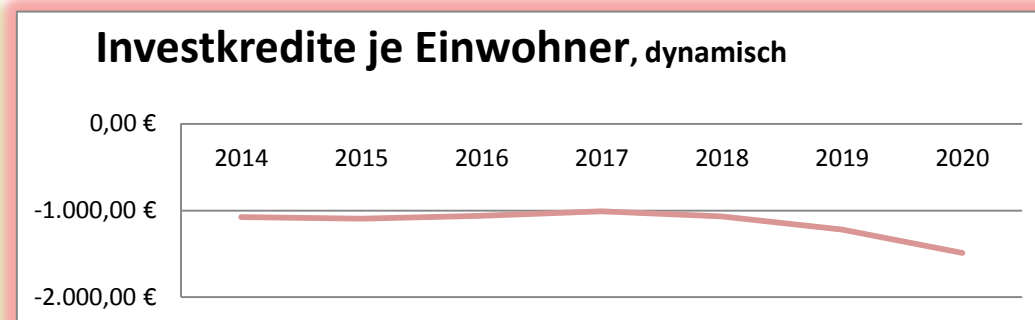 Investkredite je Einwohner, dynamisch
0,00 €
2014 2015 2016 2017 2018 2019 2020
-1.000,00 €
-2.000,00 €